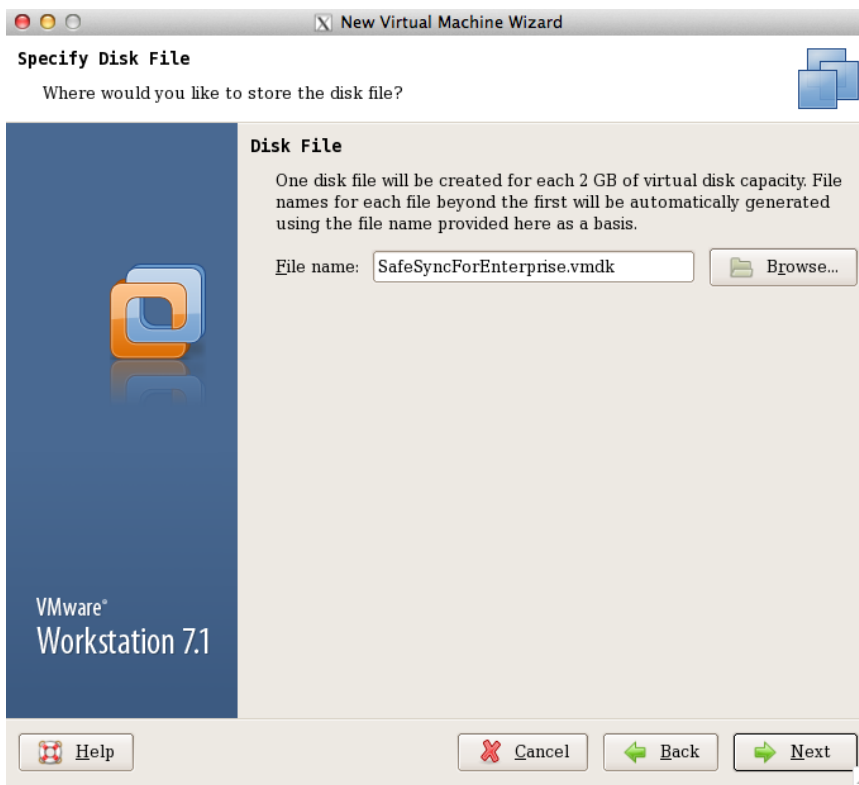 New Virtual Machine Wizard
Specify Disk File
Where would you like to store the disk file?
Disk File
One disk file will be created for each 2 GB of virtual disk capacity. File
names for each file beyond the first will be automatically generated
using the file name provided here as a basis.
File name: SafeSyncForEnterprise.vmdk Browse...
VMware®
Workstation 7.1
Help Cancel Back Next